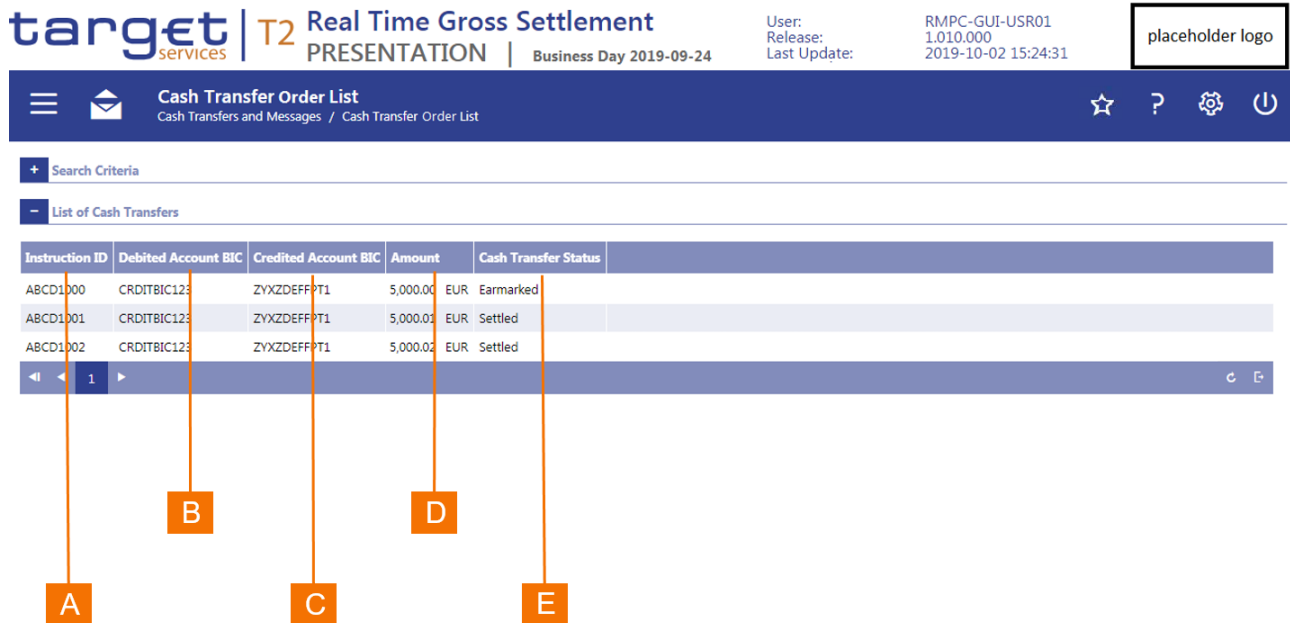 target services T2 Real Time Gross Settlement
PRESENTATION | Business Day 2019-09-24
User: RMPC-GUI-USR01
Release: 1.010.000
Last Update: 2019-10-02 15:24:31
placeholder logo
Cash Transfer Order List
Cash Transfers and Messages / Cash Transfer Order List
?
+ Search Criteria
− List of Cash Transfers
Instruction ID Debited Account BIC Credited Account BIC Amount Cash Transfer Status
ABCD1000 CRDITBIC123 ZYXZDEFFPT1 5,000.00 EUR Earmarked
ABCD1001 CRDITBIC123 ZYXZDEFFPT1 5,000.01 EUR Settled
ABCD1002 CRDITBIC123 ZYXZDEFFPT1 5,000.02 EUR Settled
1
B D
A C E